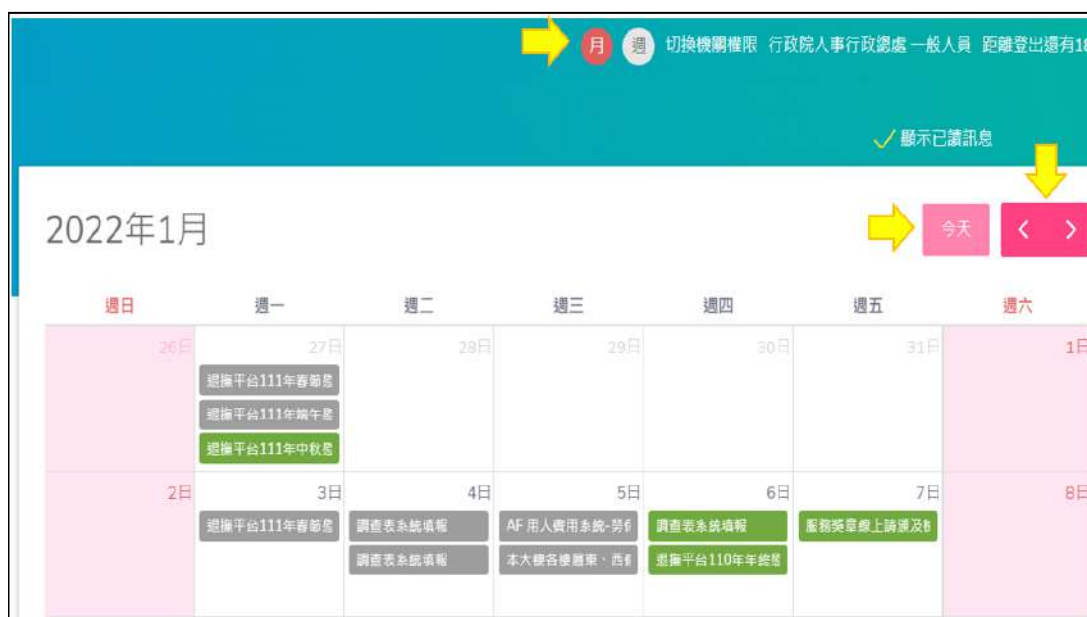 月 週 切換機關權限 行政院人事行政總處 一般人員 距離登出還有18
顯示已讀訊息
2022年1月
今天
週日 週一 週二 週三 週四 週五 週六
26日 27日 28日 29日 30日 31日 1日
退撫平台111年春節慰
退撫平台111年端午慰
退撫平台111年中秋慰
2日 3日 4日 5日 6日 7日 8日
退撫平台111年春節慰 調查表系統填報 AF 用人費用系統-勞 調查表系統填報 服務獎章線上請頒及
調查表系統填報 本大樓各樓層東、西 退撫平台110年年終慰